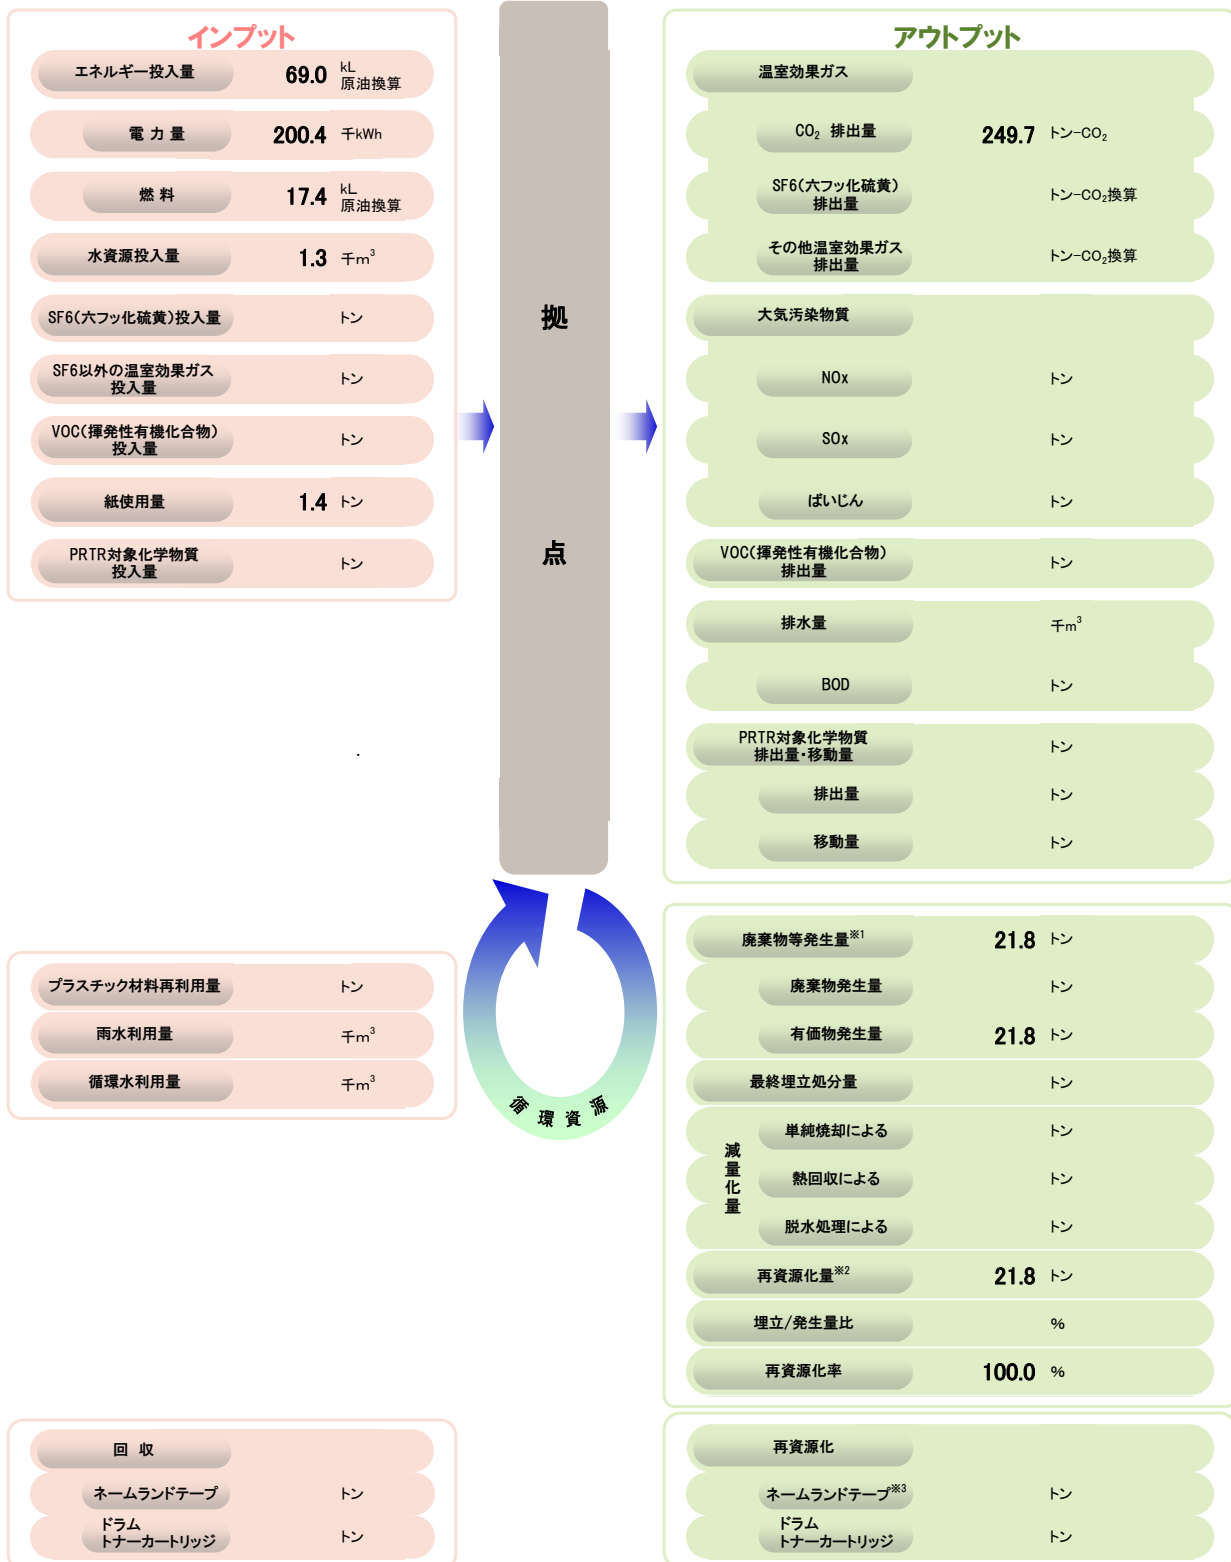 インプット
エネルギー投入量 69.0 kL
原油換算
電 力 量 200.4 千kWh
燃 料 17.4 kL
原油換算
水資源投入量 1.3 千m³
SF6(六フッ化硫黄)投入量 トン
SF6以外の温室効果ガス
投入量 トン
VOC(揮発性有機化合物)
投入量 トン
紙使用量 1.4 トン
PRTR対象化学物質
投入量 トン
拠
点
アウトプット
温室効果ガス
CO₂ 排出量 249.7 トン-CO₂
SF6(六フッ化硫黄)
排出量 トン-CO₂換算
その他温室効果ガス
排出量 トン-CO₂換算
大気汚染物質
NOx トン
SOx トン
ばいじん トン
VOC(揮発性有機化合物)
排出量 トン
排水量 千m³
BOD トン
PRTR対象化学物質
排出量・移動量 トン
排出量 トン
移動量 トン
プラスチック材料再利用量 トン
雨水利用量 千m³
循環水利用量 千m³
循環資源
廃棄物等発生量※1 21.8 トン
廃棄物発生量 トン
有価物発生量 21.8 トン
最終埋立処分量 トン
減量化量
単純焼却による トン
熱回収による トン
脱水処理による トン
再資源化量※2 21.8 トン
埋立/発生量比 %
再資源化率 100.0 %
回 収
ネームランドテープ トン
ドラム
トナーカートリッジ トン
再資源化
ネームランドテープ※3 トン
ドラム
トナーカートリッジ トン